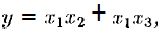 y = x₁x₂ + x₁x₃,